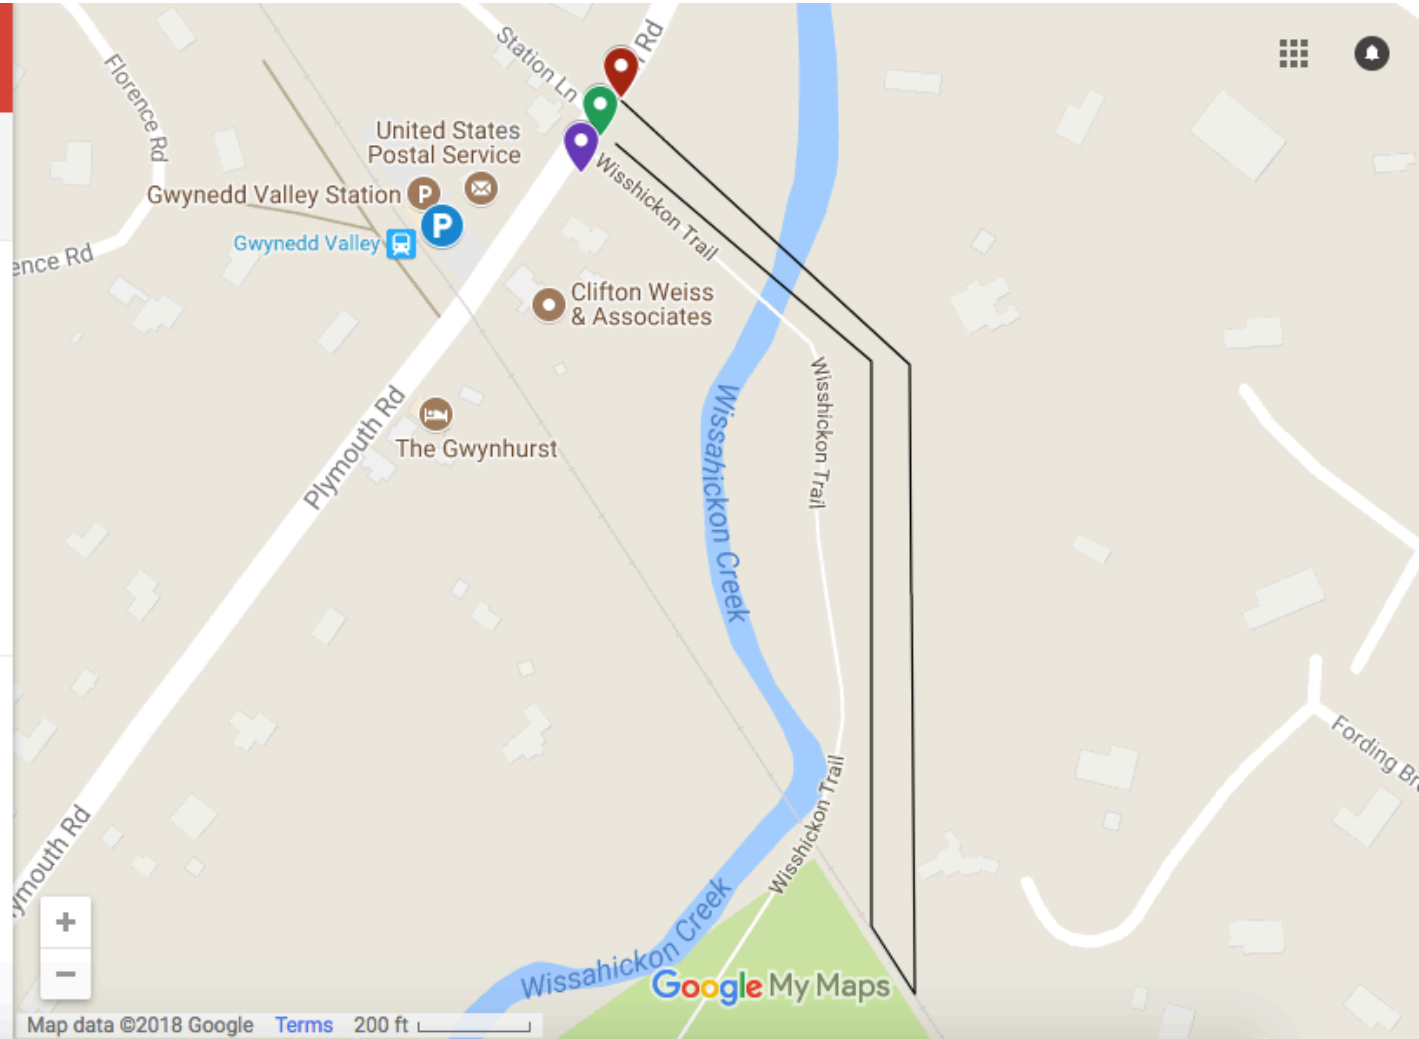 Station Ln
n Rd
Florence Rd
United States
Postal Service
Gwynedd Valley Station
P
P
Gwynedd Valley
Wisshickon Trail
ence Rd
Clifton Weiss
& Associates
Wisshickon Trail
Wissahickon Creek
Plymouth Rd
The Gwynhurst
Fording Br
Wisshickon Trail
ymouth Rd
Wissahickon Creek
+
−
Google My Maps
Map data ©2018 Google Terms 200 ft